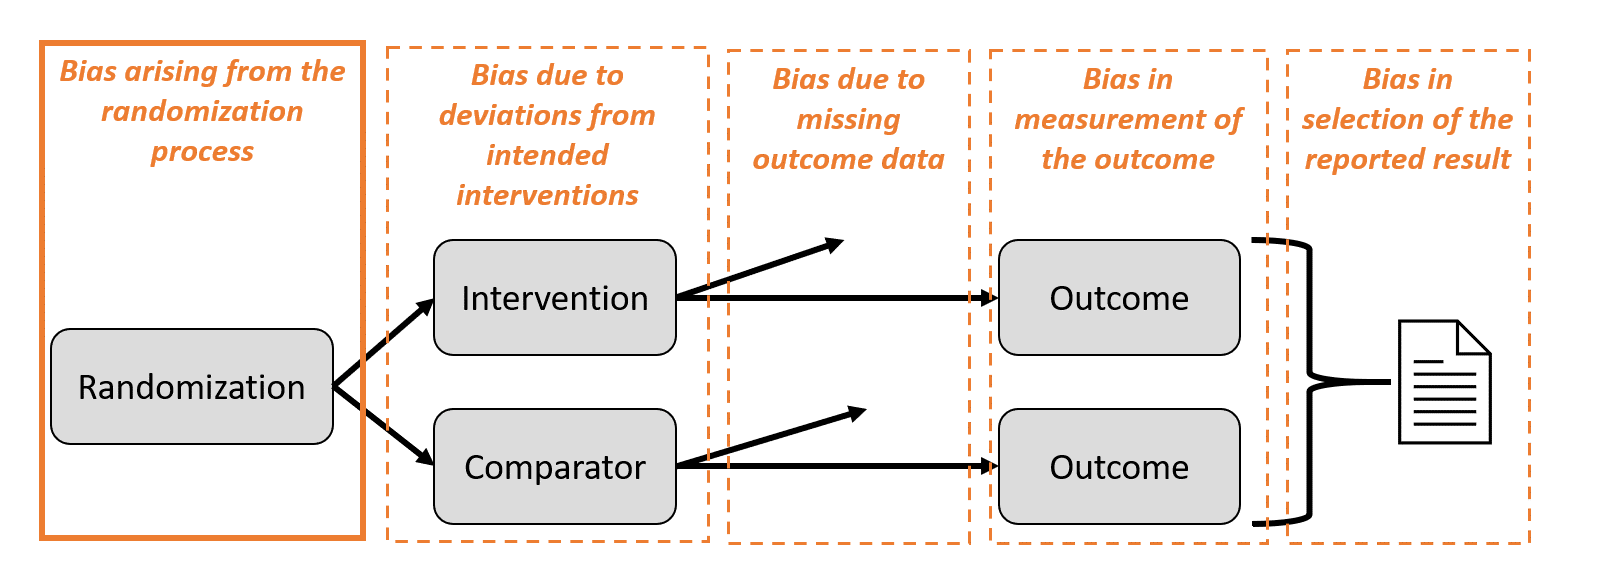 Bias arising from the
randomization
process
Bias due to
deviations from
intended
interventions
Bias due to
missing
outcome data
Bias in
measurement of
the outcome
Bias in
selection of the
reported result
Randomization
Intervention
Comparator
Outcome
Outcome